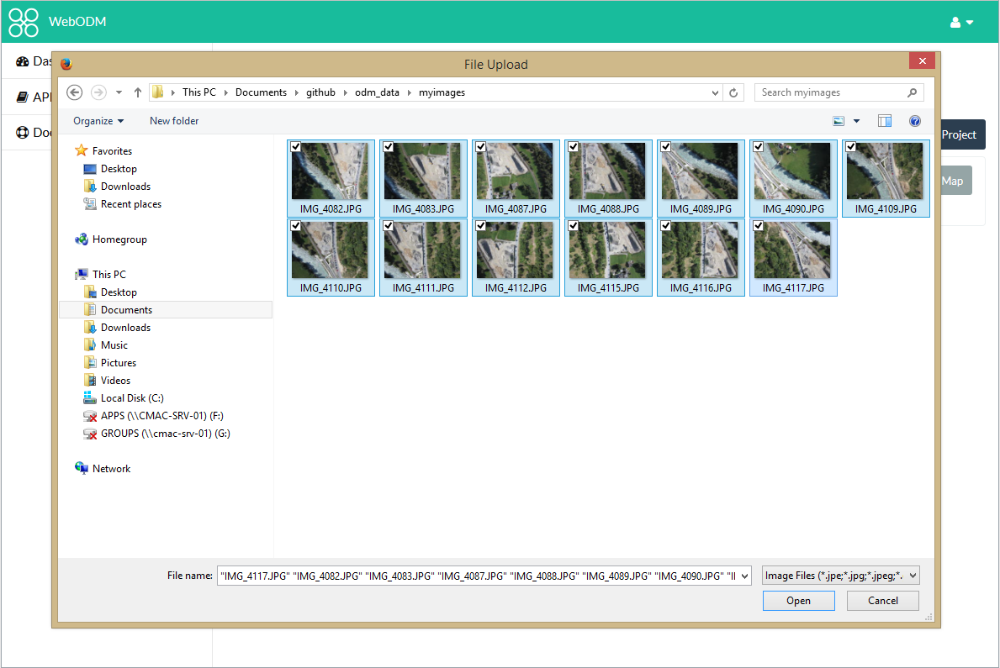 WebODM
File Upload
Das
API
Doc
This PC Documents github odm_data myimages
Search myimages
Organize
New folder
Project
Map
Favorites
Desktop
Downloads
Recent places
Homegroup
This PC
Desktop
Documents
Downloads
Music
Pictures
Videos
Local Disk (C:)
APPS (\\CMAC-SRV-01) (F:)
GROUPS (\\cmac-srv-01) (G:)
Network
IMG_4082.JPG IMG_4083.JPG IMG_4087.JPG IMG_4088.JPG IMG_4089.JPG IMG_4090.JPG IMG_4109.JPG
IMG_4110.JPG IMG_4111.JPG IMG_4112.JPG IMG_4115.JPG IMG_4116.JPG IMG_4117.JPG
File name: "IMG_4117.JPG" "IMG_4082.JPG" "IMG_4083.JPG" "IMG_4087.JPG" "IMG_4088.JPG" "IMG_4089.JPG" "IMG_4090.JPG" "II
Image Files (*.jpe;*.jpg;*.jpeg;*.
Open
Cancel